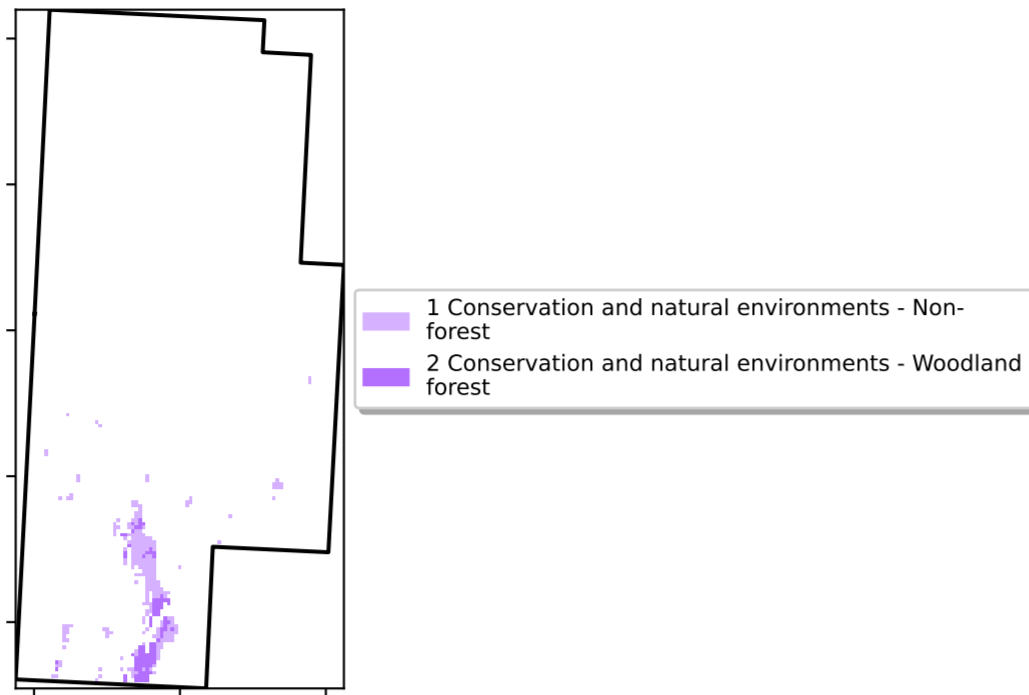 1 Conservation and natural environments - Non-
forest
2 Conservation and natural environments - Woodland
forest